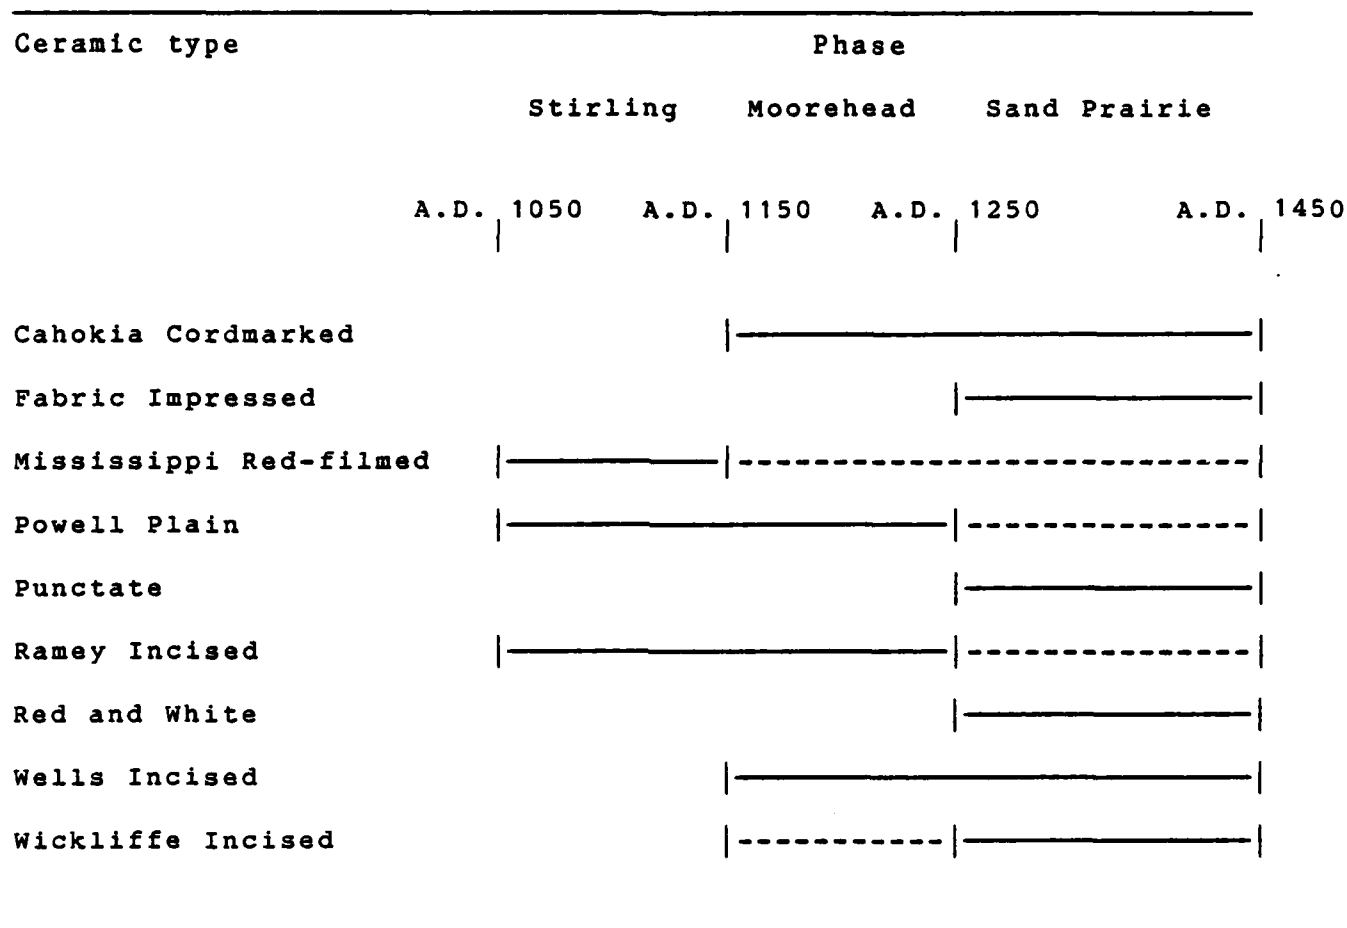 Ceramic type Phase
Stirling Moorehead Sand Prairie
A.D. 1050 A.D. 1150 A.D. 1250 A.D. 1450
Cahokia Cordmarked
Fabric Impressed
Mississippi Red-filmed
Powell Plain
Punctate
Ramey Incised
Red and White
Wells Incised
Wickliffe Incised